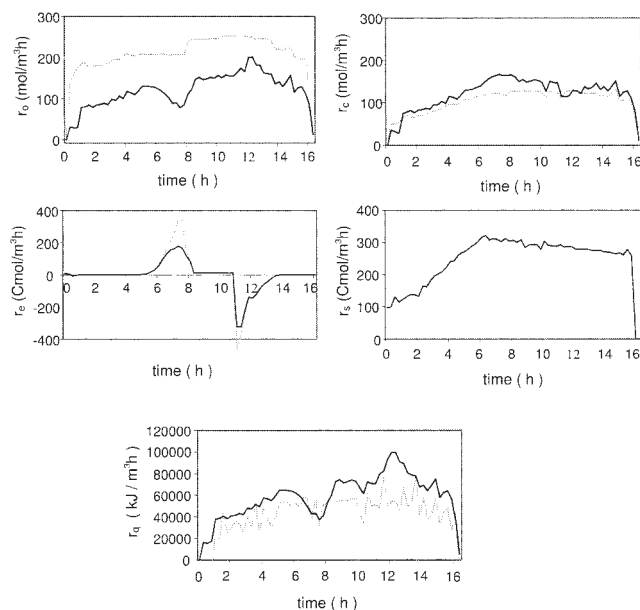 300
200
100
0
r₀ (mol/m³h)
0 2 4 6 8 10 12 14 16
time ( h )
300
200
100
0
r_c (mol/m³h)
0 2 4 6 8 10 12 14 16
time ( h )
400
200
0
-200
-400
r_e (Cmol/m³h)
0 2 4 6 8 10 12 14 16
time ( h )
400
300
200
100
0
r_s (Cmol/m³h)
0 2 4 6 8 10 12 14 16
time ( h )
120000
100000
80000
60000
40000
20000
0
r_q ( kJ / m³h )
0 2 4 6 8 10 12 14 16
time ( h )